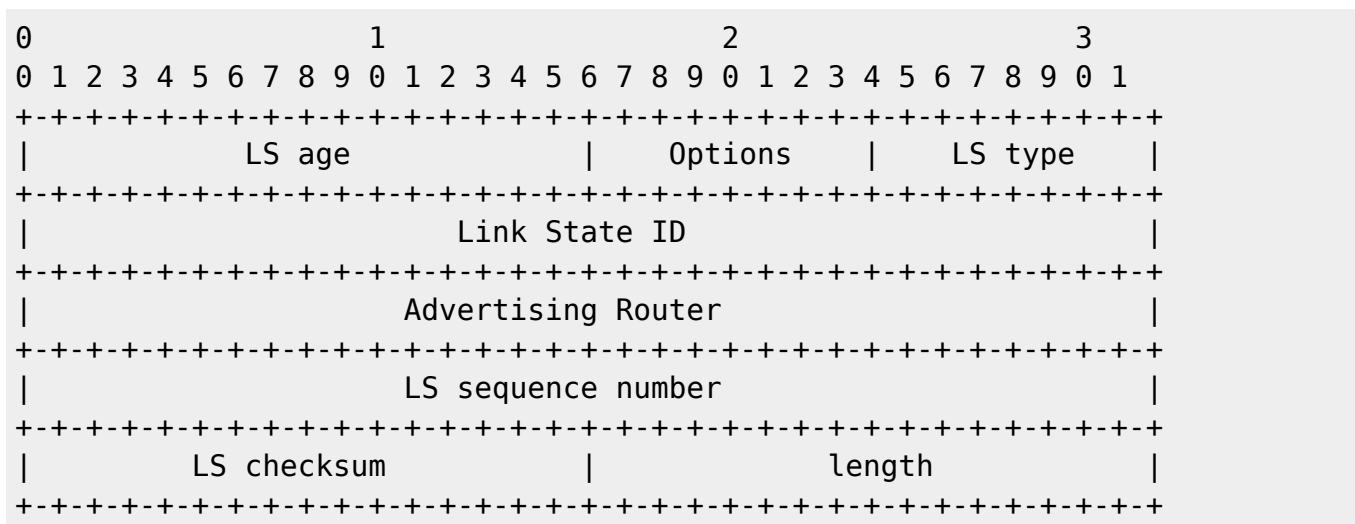 0                   1                   2                   3
0 1 2 3 4 5 6 7 8 9 0 1 2 3 4 5 6 7 8 9 0 1 2 3 4 5 6 7 8 9 0 1
+-+-+-+-+-+-+-+-+-+-+-+-+-+-+-+-+-+-+-+-+-+-+-+-+-+-+-+-+-+-+-+-+
|            LS age             |    Options    |    LS type    |
+-+-+-+-+-+-+-+-+-+-+-+-+-+-+-+-+-+-+-+-+-+-+-+-+-+-+-+-+-+-+-+-+
|                        Link State ID                          |
+-+-+-+-+-+-+-+-+-+-+-+-+-+-+-+-+-+-+-+-+-+-+-+-+-+-+-+-+-+-+-+-+
|                     Advertising Router                        |
+-+-+-+-+-+-+-+-+-+-+-+-+-+-+-+-+-+-+-+-+-+-+-+-+-+-+-+-+-+-+-+-+
|                     LS sequence number                        |
+-+-+-+-+-+-+-+-+-+-+-+-+-+-+-+-+-+-+-+-+-+-+-+-+-+-+-+-+-+-+-+-+
|         LS checksum           |             length            |
+-+-+-+-+-+-+-+-+-+-+-+-+-+-+-+-+-+-+-+-+-+-+-+-+-+-+-+-+-+-+-+-+